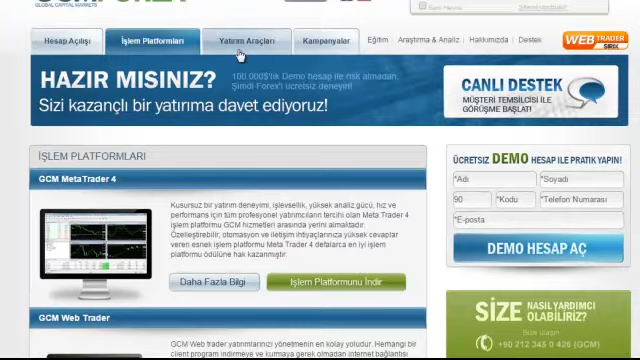 GLOBAL CAPITAL MARKETS
Hesap Açılışı
İşlem Platformları
Yatırım Araçları
Kampanyalar
Eğitim
Araştırma & Analiz
Hakkımızda
Destek
WEB TRADER
HAZIR MISINIZ?
100.000$'lık Demo hesap ile risk almadan,
Şimdi Forex'i ücretsiz deneyin!
Sizi kazançlı bir yatırıma davet ediyoruz!
CANLI DESTEK
MÜŞTERİ TEMSİLCİSİ İLE
GÖRÜŞME BAŞLAT!
İŞLEM PLATFORMLARI
GCM MetaTrader 4
Kusursuz bir yatırım deneyimi, işlevsellik, yüksek analiz gücü, hız ve
performans için tüm profesyonel yatırımcıların tercihi olan Meta Trader 4
işlem platformu GCM hizmetleri arasında yerini almaktadır.
Özelleştirebilir, otomasyon ve iletişim ihtiyaçlarınıza yüksek cevaplar
veren esnek işlem platformu Meta Trader 4 defalarca en iyi işlem
platformu ödülüne hak kazanmıştır.
Daha Fazla Bilgi
İşlem Platformunu İndir
GCM Web Trader
GCM Web trader yatırımlarınızı yönetmenin en kolay yoludur. Herhangi bir
client program indirmeye ve kurmaya gerek olmadan internet bağlantısı
ÜCRETSİZ DEMO HESAP İLE PRATİK YAPIN!
*Adı
*Soyadı
90
*Kodu
*Telefon Numarası
*E-posta
DEMO HESAP AÇ
SİZE NASIL YARDIMCI
OLABİLİRİZ?
Bize ulaşın
+90 212 345 0 426 (GCM)